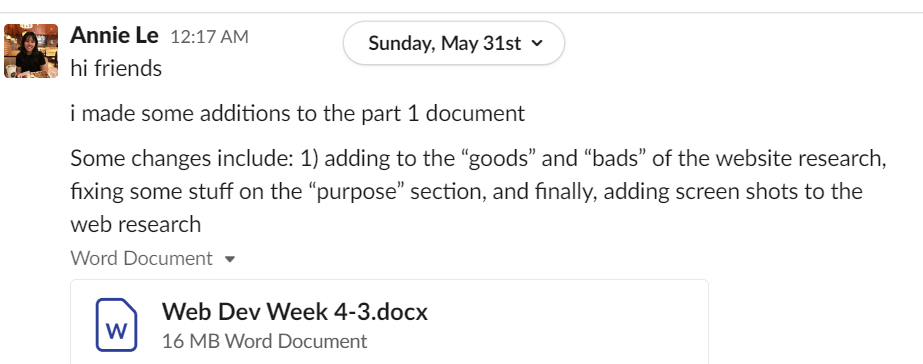 Annie Le 12:17 AM
Sunday, May 31st
hi friends
i made some additions to the part 1 document
Some changes include: 1) adding to the “goods” and “bads” of the website research,
fixing some stuff on the “purpose” section, and finally, adding screen shots to the
web research
Word Document
W
Web Dev Week 4-3.docx
16 MB Word Document